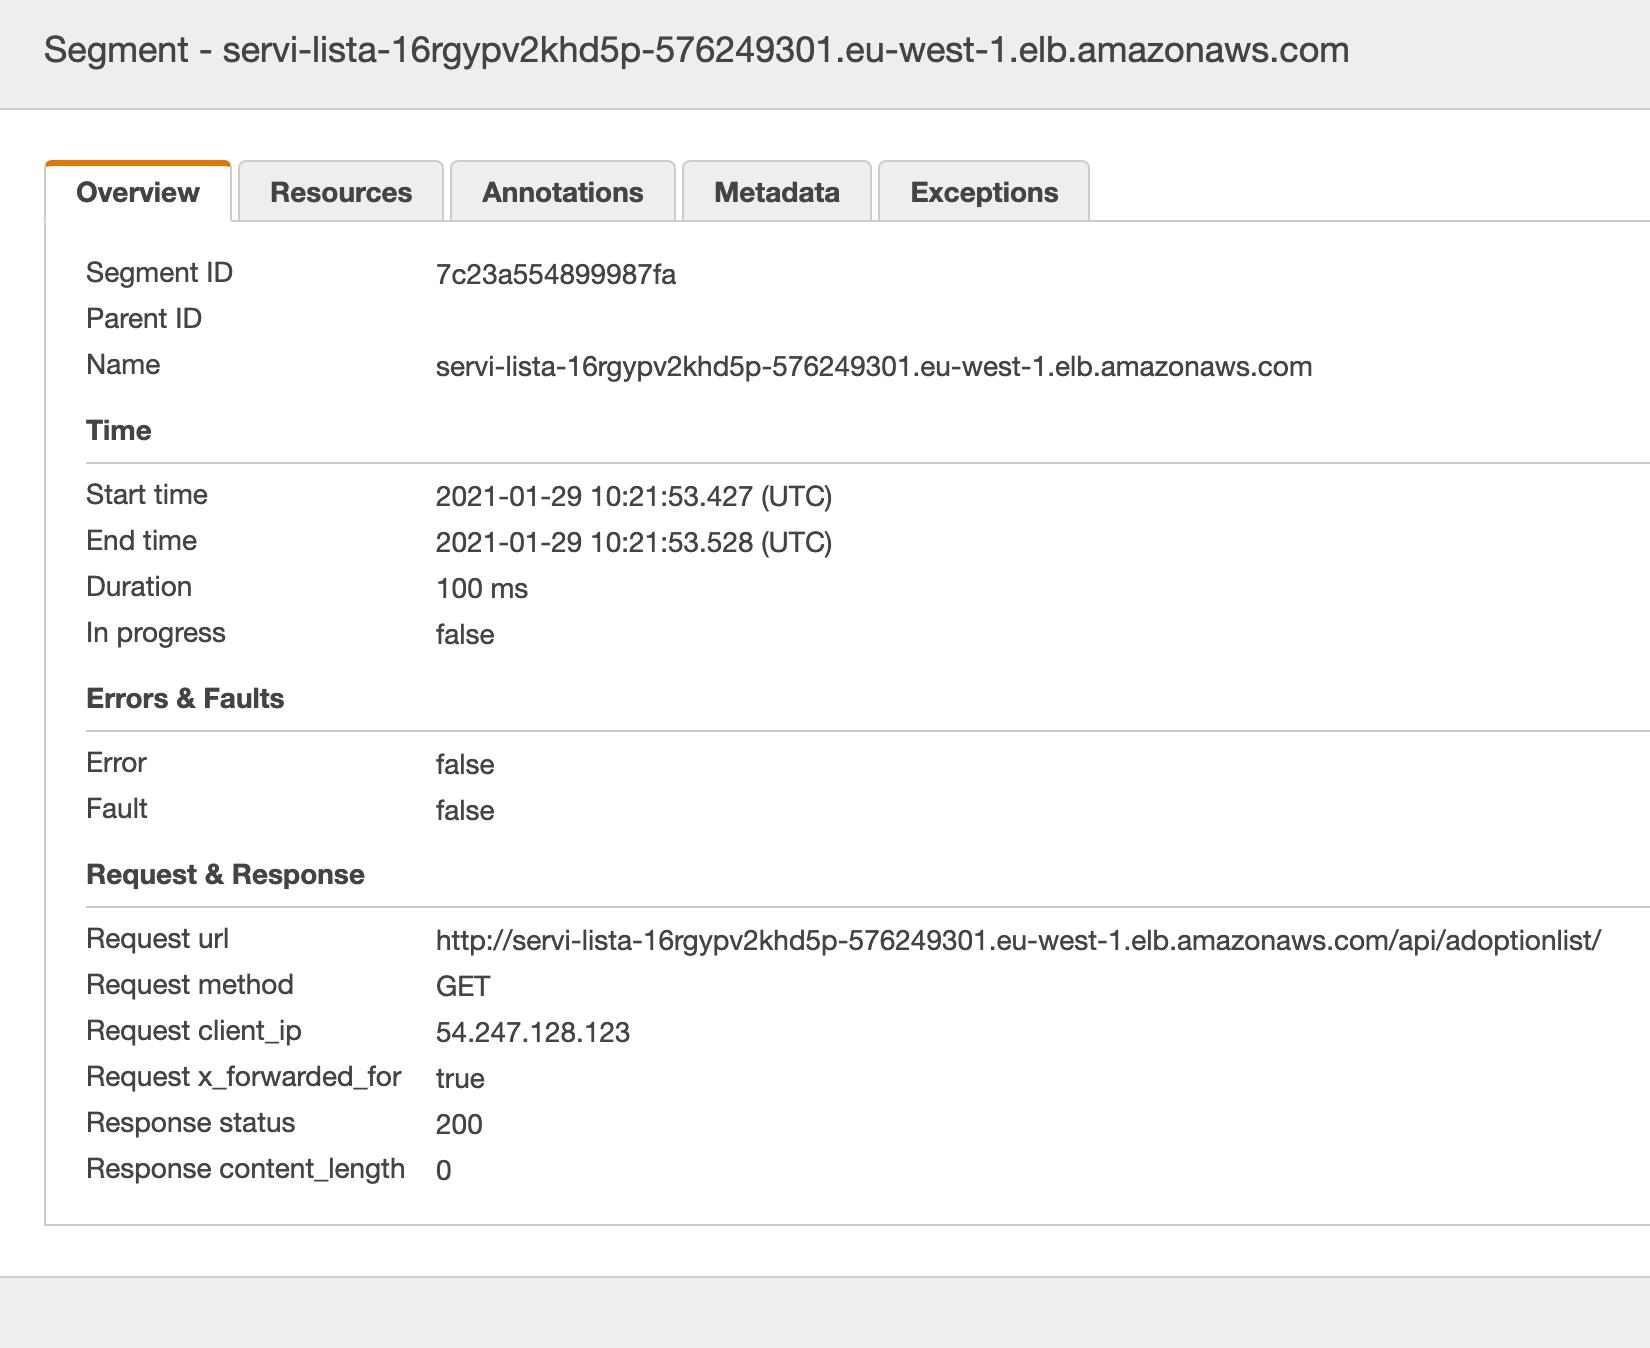 Segment - servi-lista-16rgypv2khd5p-576249301.eu-west-1.elb.amazonaws.com
Overview Resources Annotations Metadata Exceptions
Segment ID 7c23a554899987fa
Parent ID
Name servi-lista-16rgypv2khd5p-576249301.eu-west-1.elb.amazonaws.com
Time
Start time 2021-01-29 10:21:53.427 (UTC)
End time 2021-01-29 10:21:53.528 (UTC)
Duration 100 ms
In progress false
Errors & Faults
Error false
Fault false
Request & Response
Request url http://servi-lista-16rgypv2khd5p-576249301.eu-west-1.elb.amazonaws.com/api/adoptionlist/
Request method GET
Request client_ip 54.247.128.123
Request x_forwarded_for true
Response status 200
Response content_length 0